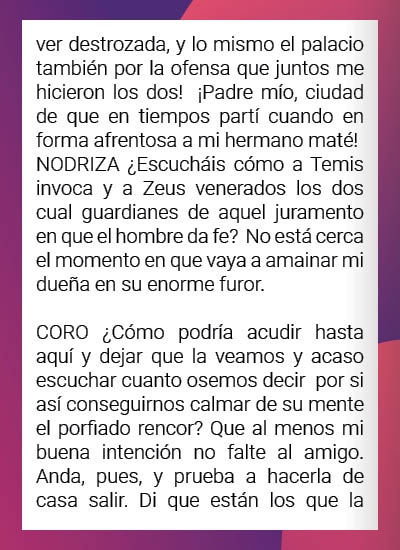 ver destrozada, y lo mismo el palacio
también por la ofensa que juntos me
hicieron los dos! ¡Padre mío, ciudad
de que en tiempos partí cuando en
forma afrentosa a mi hermano maté!
NODRIZA ¿Escucháis cómo a Temis
invoca y a Zeus venerados los dos
cual guardianes de aquel juramento
en que el hombre da fe? No está cerca
el momento en que vaya a amainar mi
dueña en su enorme furor.

CORO ¿Cómo podría acudir hasta
aquí y dejar que la veamos y acaso
escuchar cuanto osemos decir por si
así conseguirnos calmar de su mente
el porfiado rencor? Que al menos mi
buena intención no falte al amigo.
Anda, pues, y prueba a hacerla de
casa salir. Di que están los que la